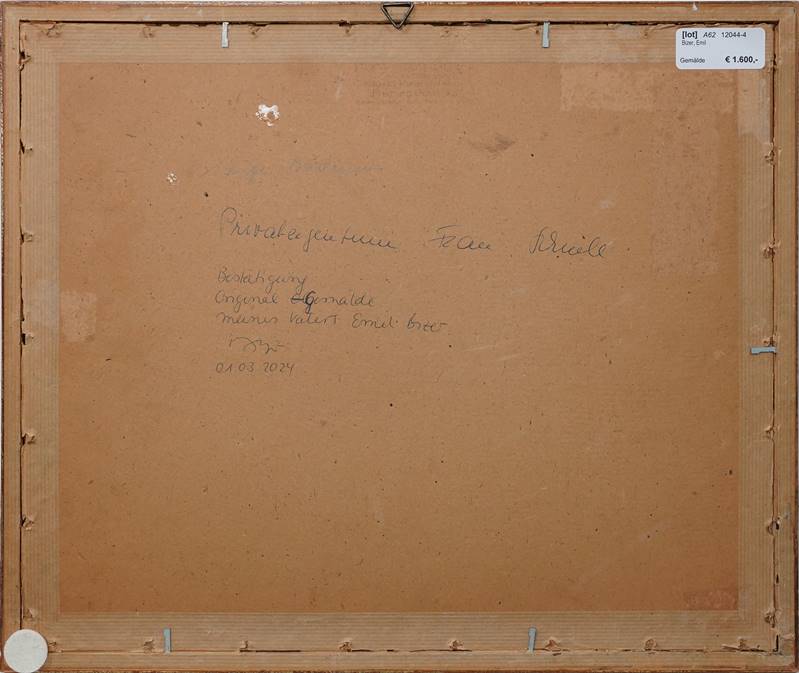 [lot] A62 12044-4
Bizer, Emil
Gemälde € 1.600,-
Privateigentum Frau
Bestätigung
Original Gemälde
meines Vaters Emil Bizer
01.03.2024